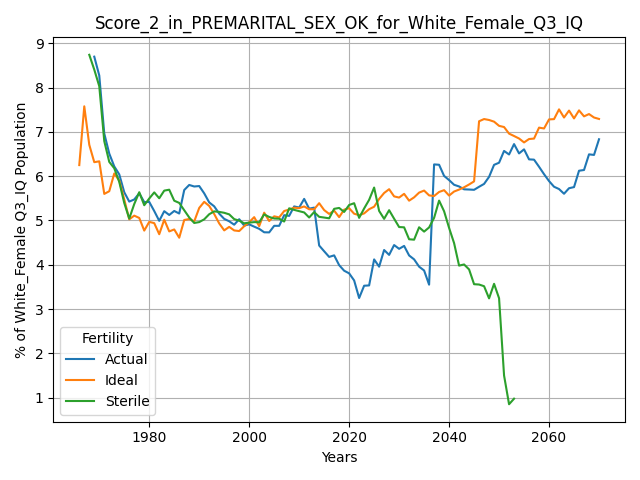 Score_2_in_PREMARITAL_SEX_OK_for_White_Female_Q3_IQ
% of White_Female Q3_IQ Population
9
8
7
6
5
4
3
2
1
Fertility
Actual
Ideal
Sterile
1980
2000
2020
2040
2060
Years